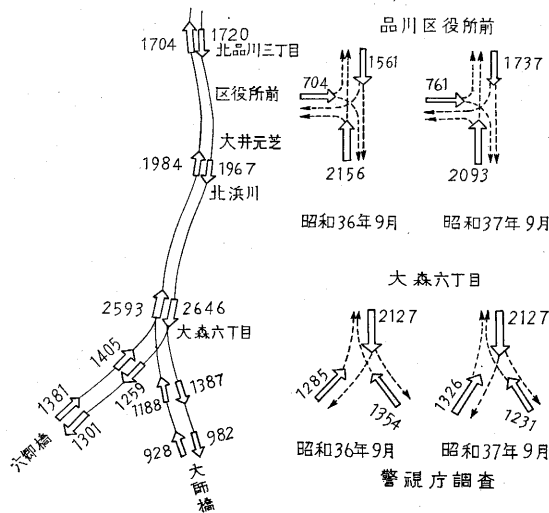 1704
1720
北品川三丁目
区役所前
大井元芝
1984
1967
北浜川
2593
2646
大森六丁目
1405
1259
1381
1301
六郷橋
1188
1387
928
982
大師橋
品川区役所前
704
1561
2156
昭和36年9月
761
1737
2093
昭和37年9月
大森六丁目
2127
1285
1354
昭和36年9月
2127
1326
1231
昭和37年9月
警視庁調査